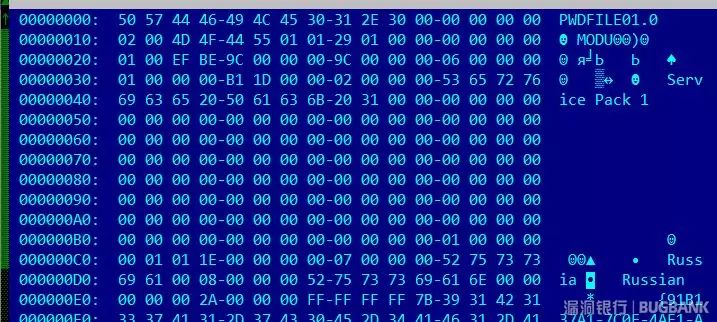 00000000: 50 57 44 46-49 4C 45 30-31 2E 30 00-00 00 00 00 PWDFILE01.0
00000010: 02 00 4D 4F-44 55 01 01-29 01 00 00-00 00 00 00 ☻ MODU☺☺)☺
00000020: 01 00 EF BE-9C 00 00 00-9C 00 00 00-06 00 00 00 ☺ я╛Ь Ь ♠
00000030: 01 00 00 00-B1 1D 00 00-02 00 00 00-53 65 72 76 ☺ ▒↔ ☻ Serv
00000040: 69 63 65 20-50 61 63 6B-20 31 00 00-00 00 00 00 ice Pack 1
00000050: 00 00 00 00-00 00 00 00-00 00 00 00-00 00 00 00
00000060: 00 00 00 00-00 00 00 00-00 00 00 00-00 00 00 00
00000070: 00 00 00 00-00 00 00 00-00 00 00 00-00 00 00 00
00000080: 00 00 00 00-00 00 00 00-00 00 00 00-00 00 00 00
00000090: 00 00 00 00-00 00 00 00-00 00 00 00-00 00 00 00
000000A0: 00 00 00 00-00 00 00 00-00 00 00 00-00 00 00 00
000000B0: 00 00 00 00-00 00 00 00-00 00 00 00-01 00 00 00 ☺
000000C0: 00 01 01 1E-00 00 00 00-07 00 00 00-52 75 73 73 ☺☺▲ • Russ
000000D0: 69 61 00 08-00 00 00 52-75 73 73 69-61 6E 00 00 ia ◘ Russian
000000E0: 00 00 00 2A-00 00 00 FF-FF FF FF 7B-39 31 42 31 * {91B1
000000F0: 33 37 41 31-2D 37 43 30-45 2D 34 41-46 31 2D 41 37A1-7C0E-4AF1-A
漏洞银行 | BUGBANK